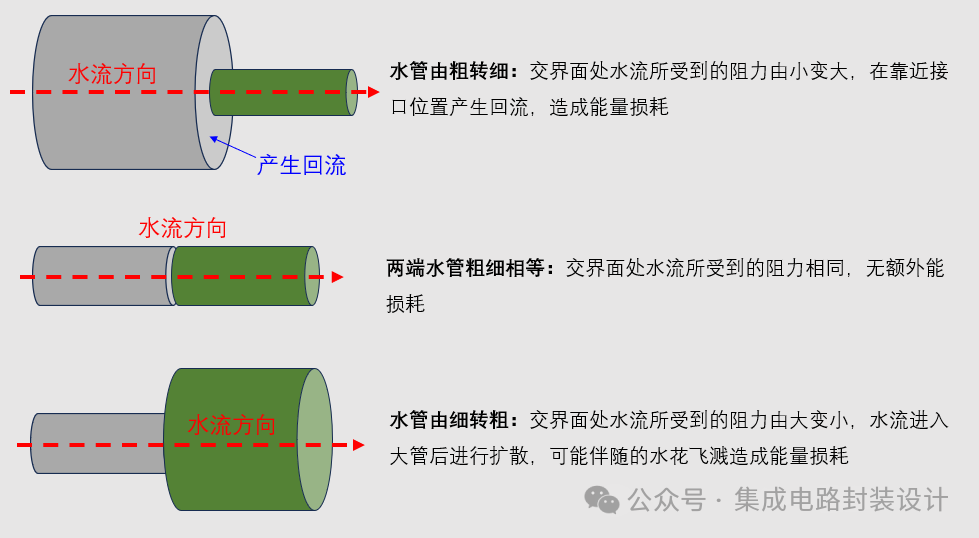 水流方向
水管由粗转细：交界面处水流所受到的阻力由小变大，在靠近接
口位置产生回流，造成能量损耗
产生回流
水流方向
两端水管粗细相等：交界面处水流所受到的阻力相同，无额外能
损耗
水流方向
水管由细转粗：交界面处水流所受到的阻力由大变小，水流进入
大管后进行扩散，可能伴随的水花飞溅造成能量损耗
公众号 · 集成电路封装设计